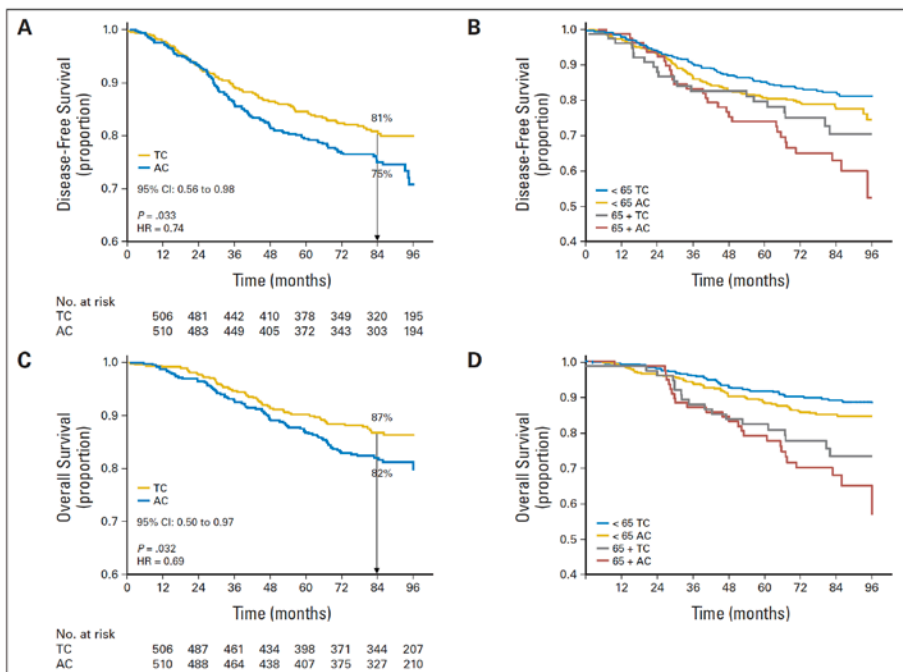 A
Disease-Free Survival
(proportion)
1.0
0.9
0.8
0.7
0.6
81%
75%
TC
AC
95% CI: 0.56 to 0.98
P = .033
HR = 0.74
0 12 24 36 48 60 72 84 96
Time (months)
No. at risk
TC 506 481 442 410 378 349 320 195
AC 510 483 449 405 372 343 303 194
B
Disease-Free Survival
(proportion)
1.0
0.9
0.8
0.7
0.6
0.5
0.4
< 65 TC
< 65 AC
65 + TC
65 + AC
0 12 24 36 48 60 72 84 96
Time (months)
C
Overall Survival
(proportion)
1.0
0.9
0.8
0.7
0.6
87%
82%
TC
AC
95% CI: 0.50 to 0.97
P = .032
HR = 0.69
0 12 24 36 48 60 72 84 96
Time (months)
No. at risk
TC 506 487 461 434 398 371 344 207
AC 510 488 464 438 407 375 327 210
D
Overall Survival
(proportion)
1.0
0.9
0.8
0.7
0.6
0.5
0.4
< 65 TC
< 65 AC
65 + TC
65 + AC
12 24 36 48 60 72 84 96
Time (months)